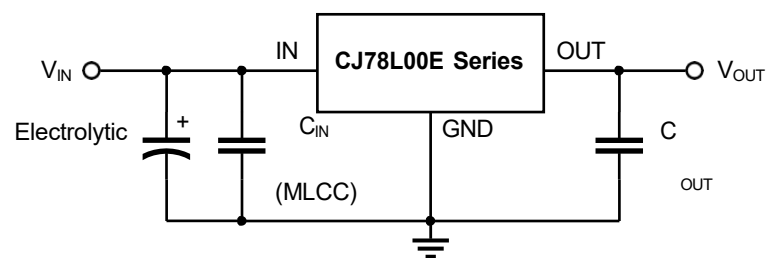 IN
CJ78L00E Series
OUT
VIN
VOUT
Electrolytic
+
CIN
GND
C
(MLCC)
OUT